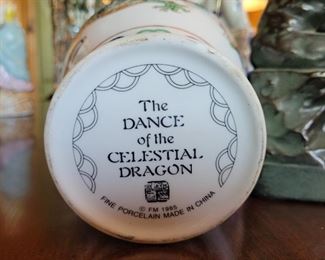 The
DANCE
of the
CELESTIAL
DRAGON
© FM 1985
FINE PORCELAIN MADE IN CHINA